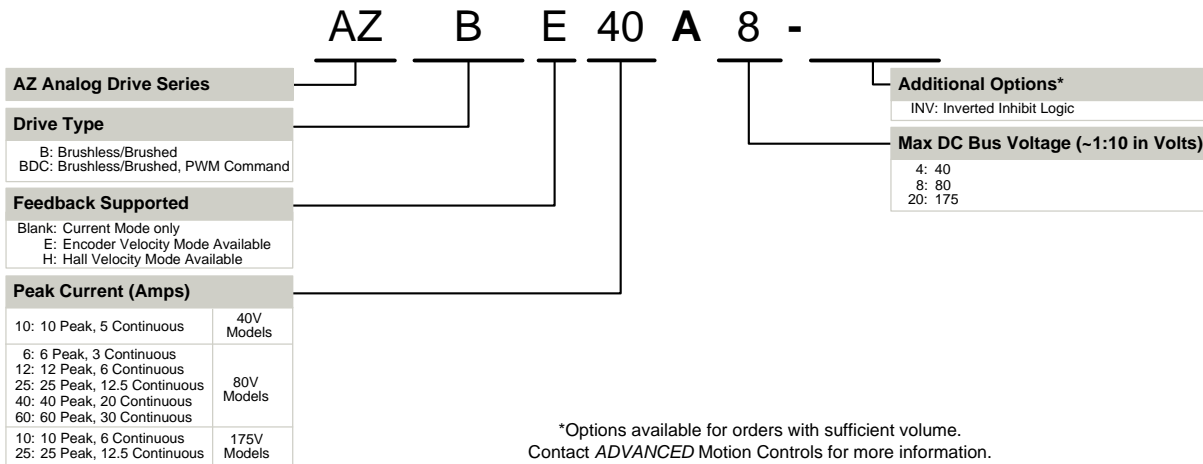 AZ B E 40 A 8 -
AZ Analog Drive Series
Drive Type
B: Brushless/Brushed
BDC: Brushless/Brushed, PWM Command
Feedback Supported
Blank: Current Mode only
E: Encoder Velocity Mode Available
H: Hall Velocity Mode Available
Peak Current (Amps)
10: 10 Peak, 5 Continuous
40V
Models
6: 6 Peak, 3 Continuous
12: 12 Peak, 6 Continuous
25: 25 Peak, 12.5 Continuous
40: 40 Peak, 20 Continuous
60: 60 Peak, 30 Continuous
80V
Models
10: 10 Peak, 6 Continuous
25: 25 Peak, 12.5 Continuous
175V
Models
Additional Options*
INV: Inverted Inhibit Logic
Max DC Bus Voltage (~1:10 in Volts)
4: 40
8: 80
20: 175
*Options available for orders with sufficient volume.
Contact ADVANCED Motion Controls for more information.